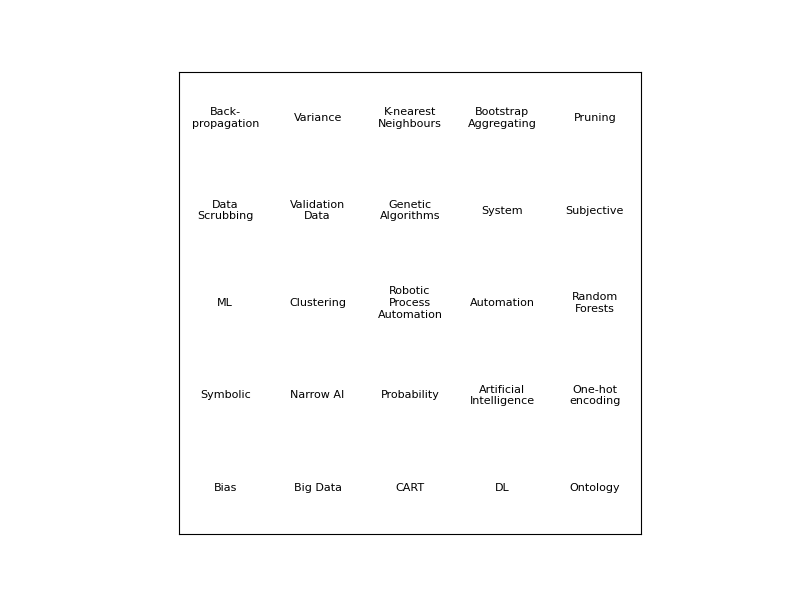 Back-
propagation
Variance
K-nearest
Neighbours
Bootstrap
Aggregating
Pruning
Data
Scrubbing
Validation
Data
Genetic
Algorithms
System
Subjective
ML
Clustering
Robotic
Process
Automation
Automation
Random
Forests
Symbolic
Narrow AI
Probability
Artificial
Intelligence
One-hot
encoding
Bias
Big Data
CART
DL
Ontology